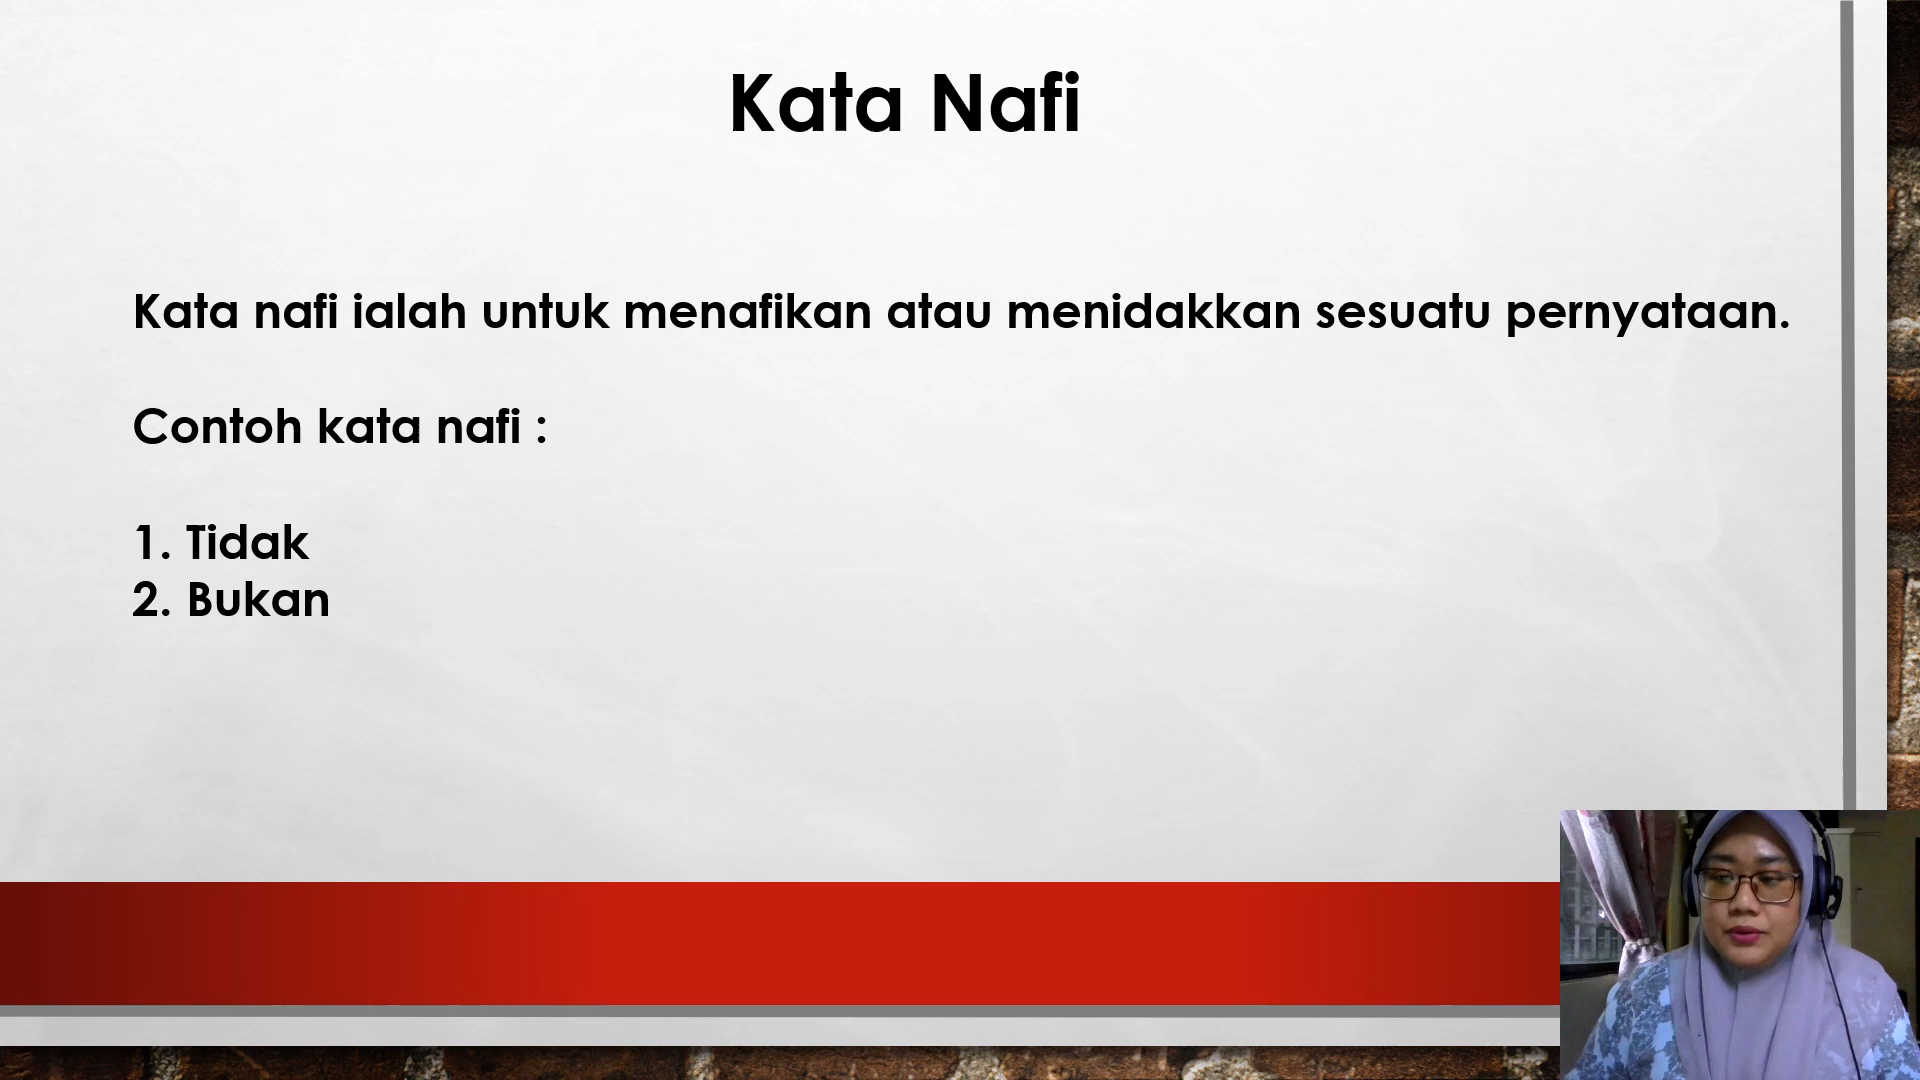 Kata Nafi
Kata nafi ialah untuk menafikan atau menidakkan sesuatu pernyataan.
Contoh kata nafi :
1. Tidak
2. Bukan